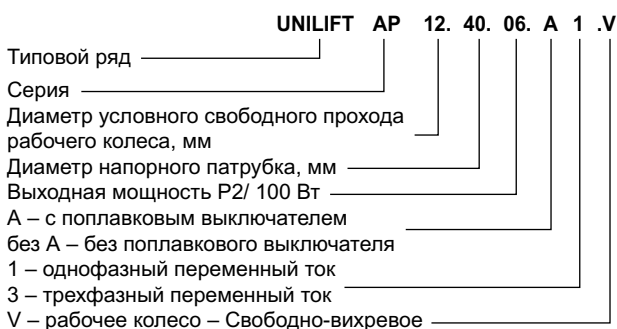 UNILIFT AP 12. 40. 06. A 1 .V
Типовой ряд
Серия
Диаметр условного свободного прохода
рабочего колеса, мм
Диаметр напорного патрубка, мм
Выходная мощность P2/ 100 Вт
А – с поплавковым выключателем
без А – без поплавкового выключателя
1 – однофазный переменный ток
3 – трехфазный переменный ток
V – рабочее колесо – Свободно-вихревое